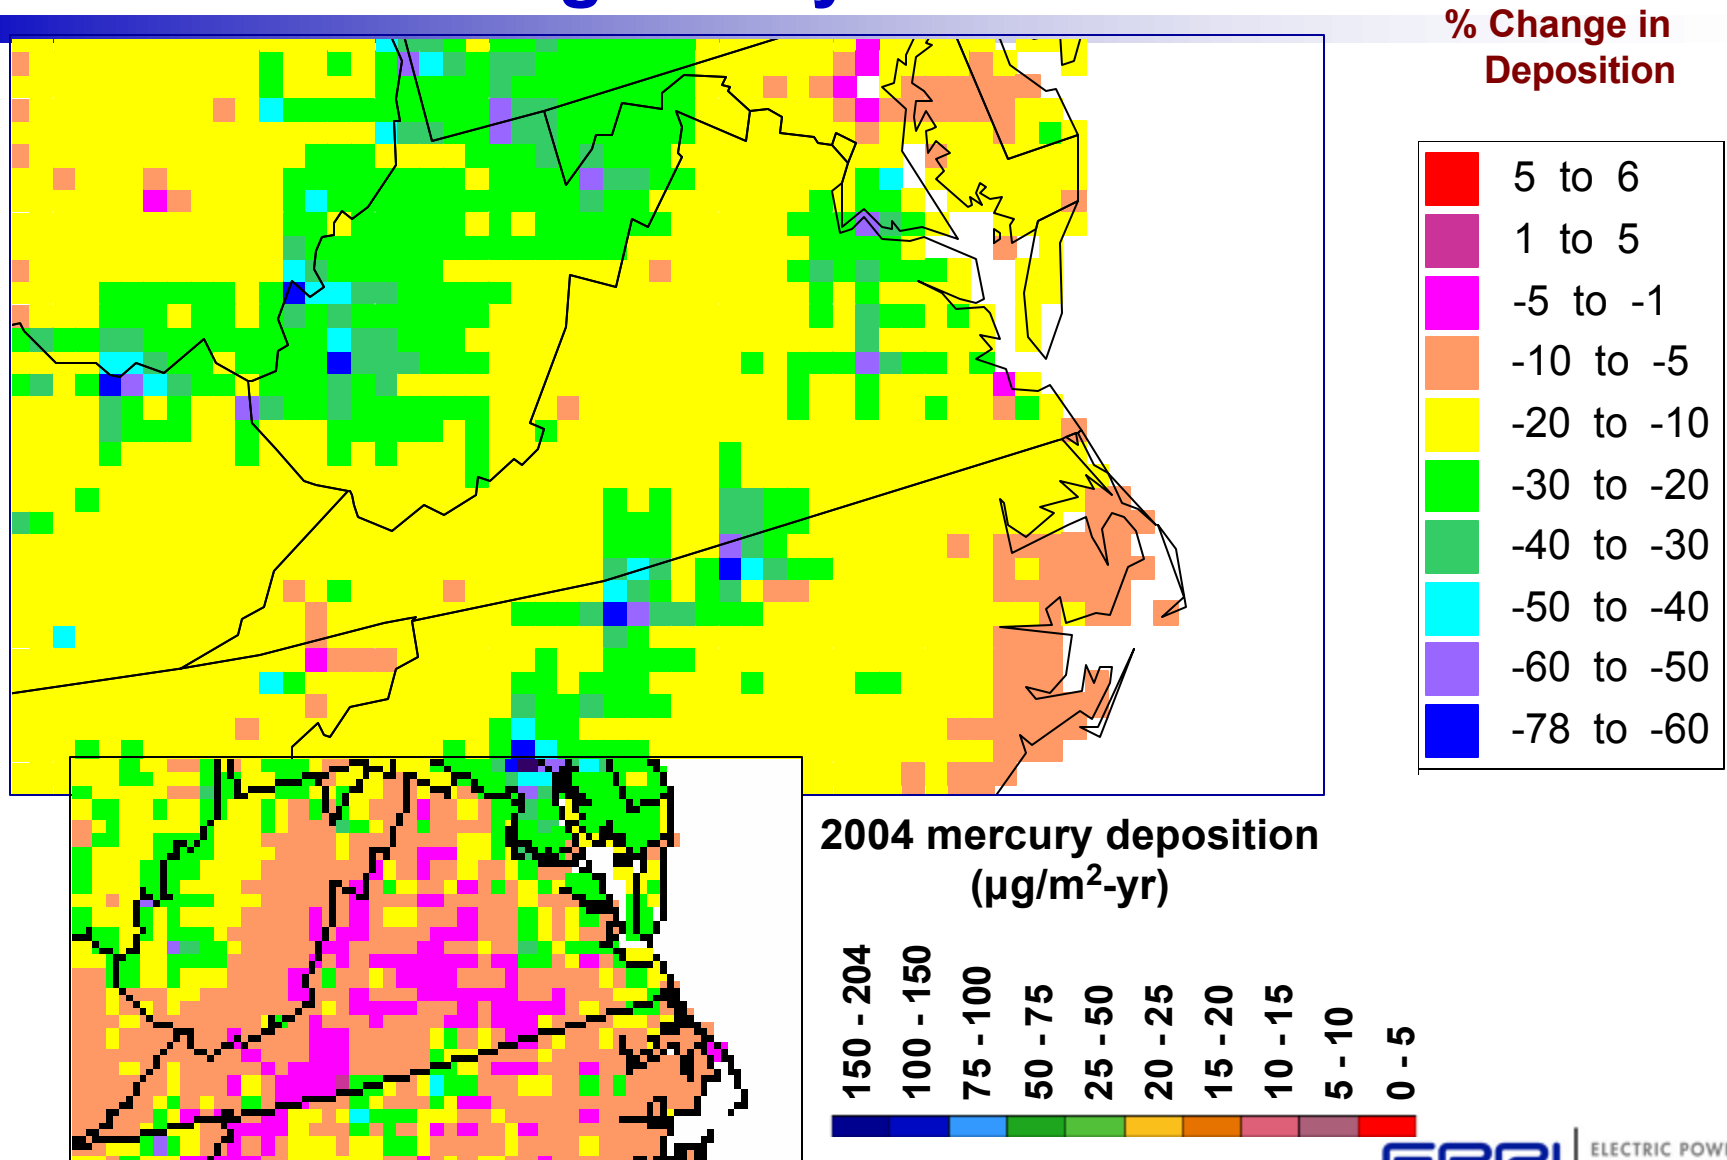 % Change in
Deposition
5 to 6
1 to 5
-5 to -1
-10 to -5
-20 to -10
-30 to -20
-40 to -30
-50 to -40
-60 to -50
-78 to -60
2004 mercury deposition
(µg/m2-yr)
150 - 204
100 - 150
75 - 100
50 - 75
25 - 50
20 - 25
15 - 20
10 - 15
5 - 10
0 - 5
EPRI
ELECTRIC POW